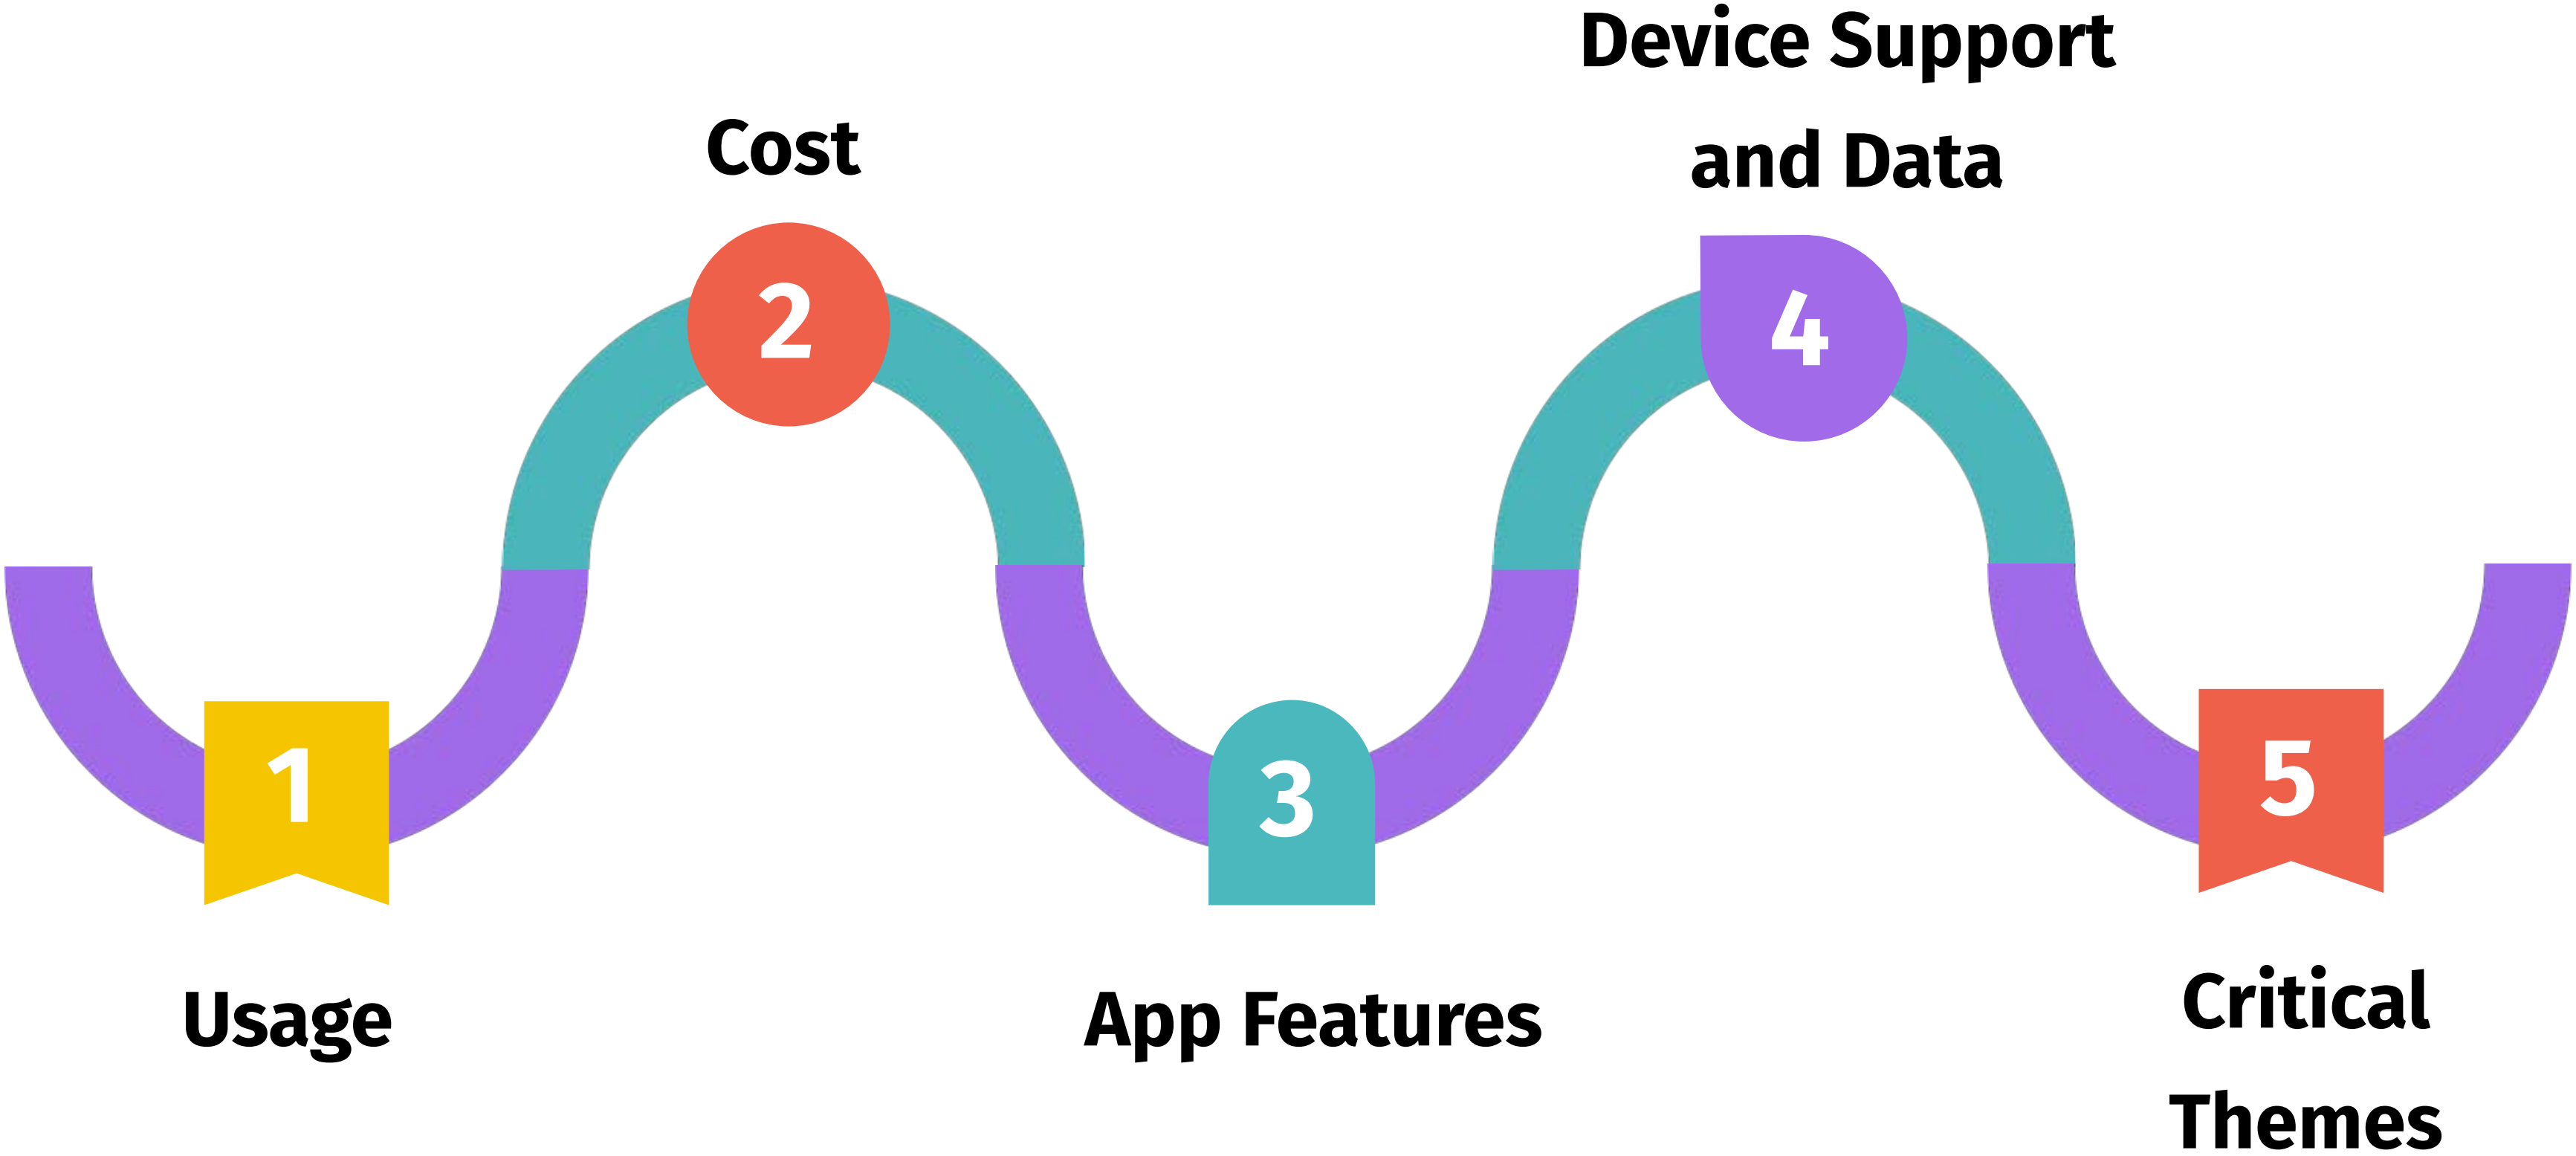 1
Usage
2
Cost
3
App Features
4
Device Support
and Data
5
Critical
Themes